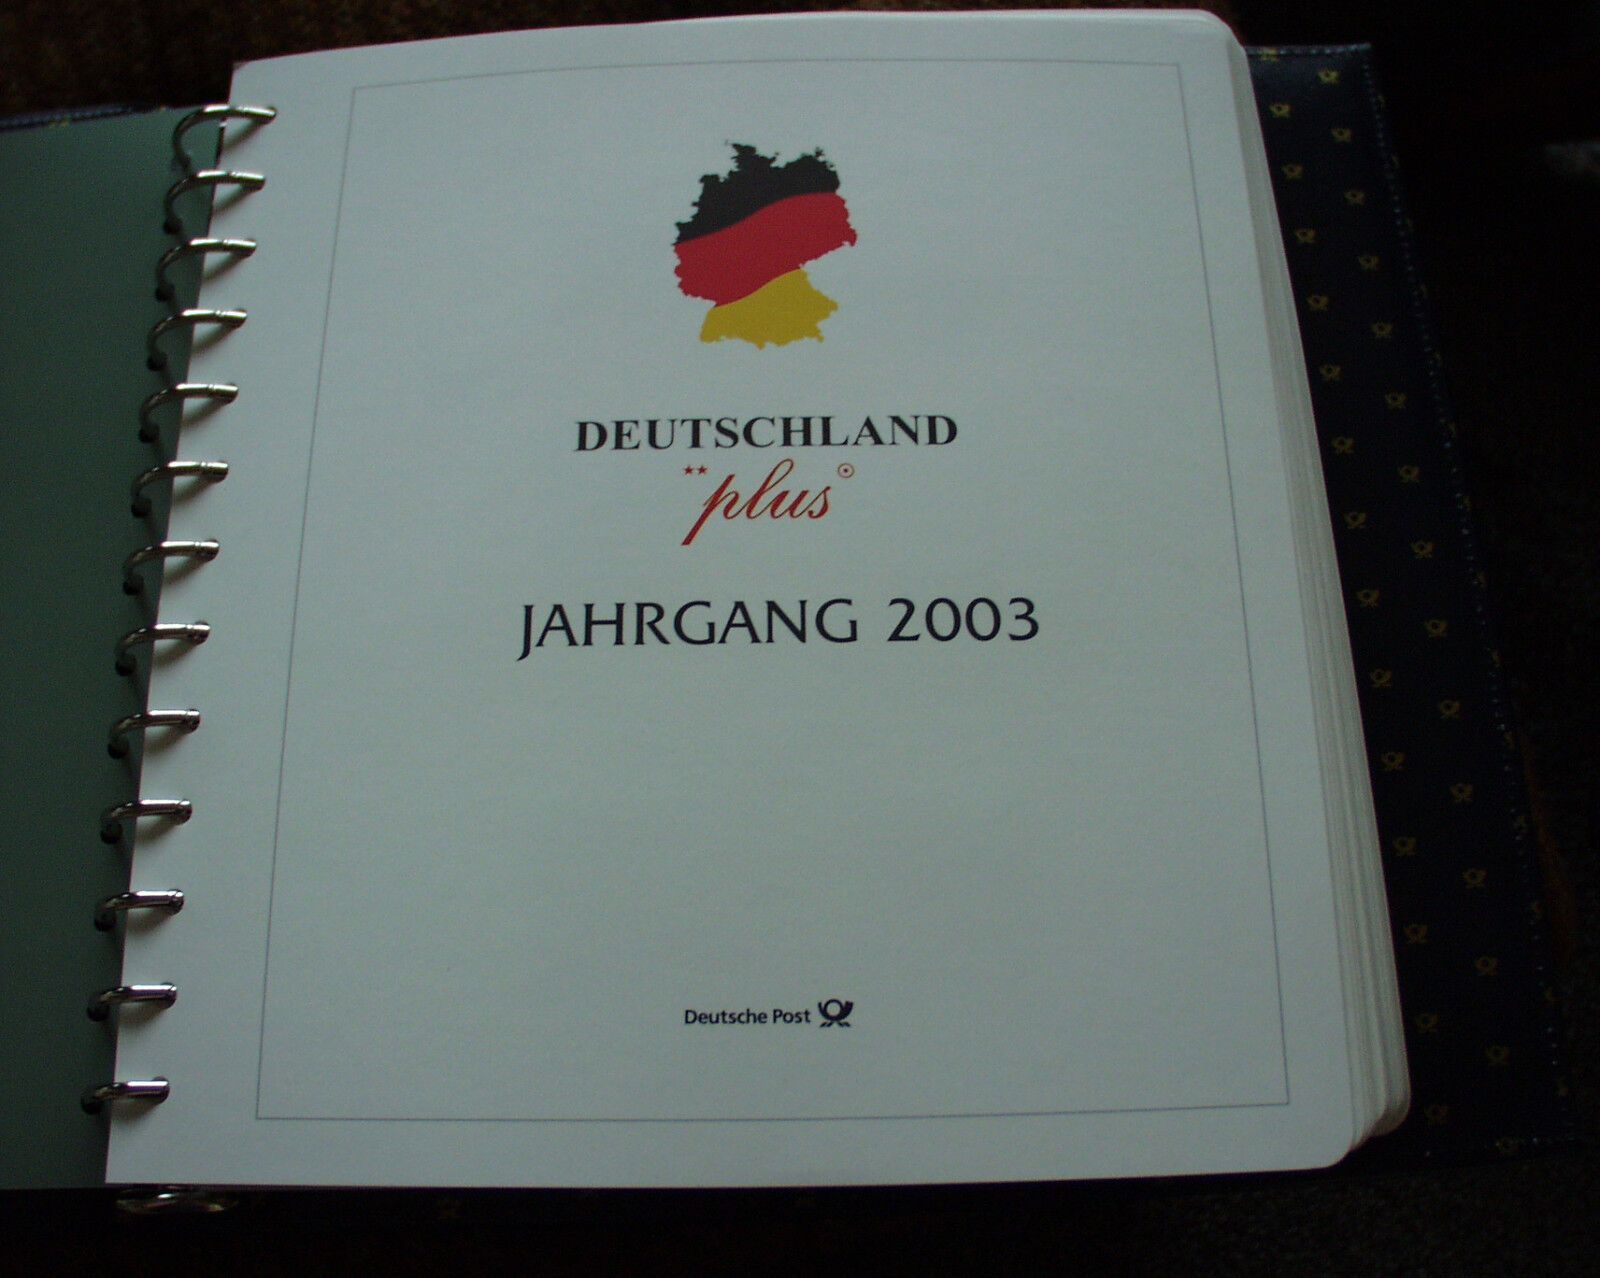 DEUTSCHLAND
plus
JAHRGANG 2003
Deutsche Post